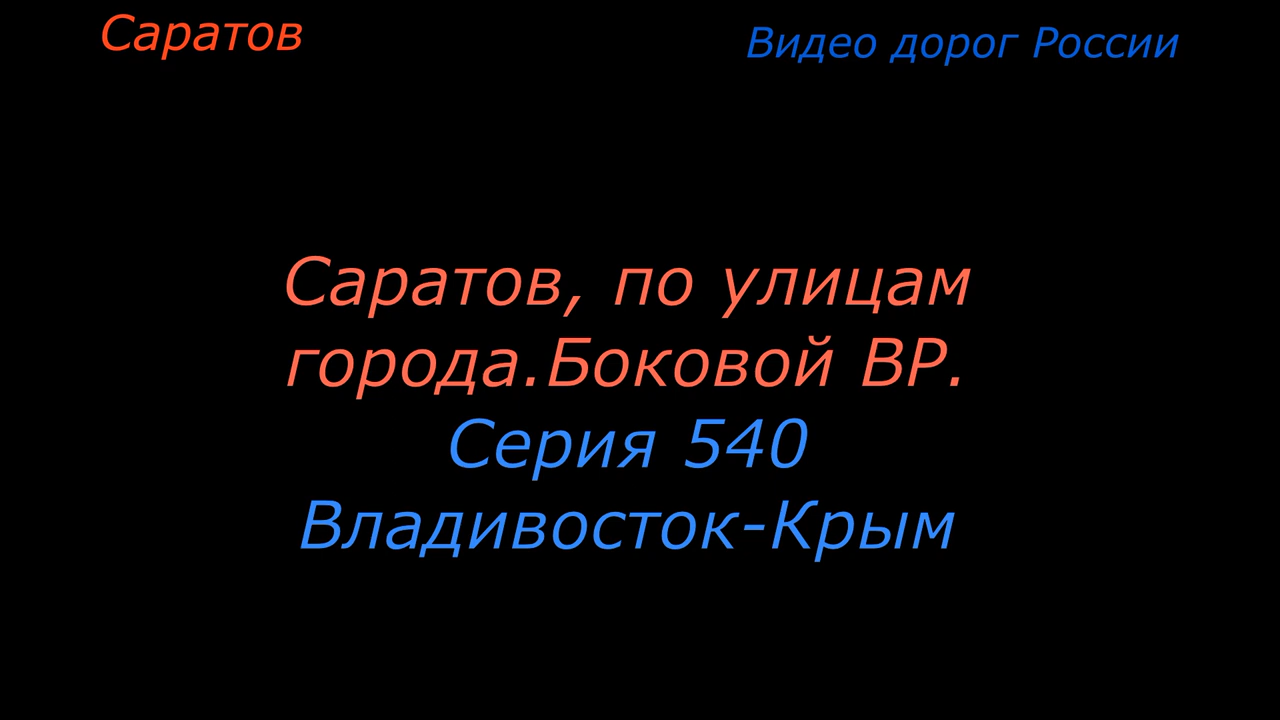 Саратов
Видео дорог России
Саратов, по улицам
города.Боковой ВР.
Серия 540
Владивосток-Крым